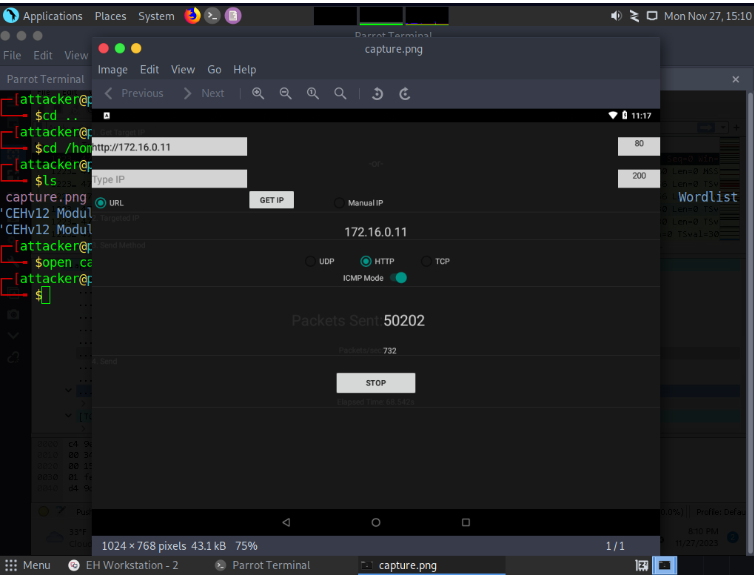 Applications Places System Mon Nov 27, 15:10
Parrot Terminal
capture.png
File Edit View
Image Edit View Go Help
Parrot Terminal
Previous Next
[attacker@p
$cd ..
[attacker@p
$cd /hom
[attacker@p
$ls
capture.png Wordlist
'CEHv12 Modul
'CEHv12 Modul
[attacker@p
$open ca
[attacker@p
$
11:17
Get Target IP
http://172.16.0.11 80
-or-
Type IP 200
URL GET IP Manual IP
Targeted IP
172.16.0.11
Send Method
UDP HTTP TCP
ICMP Mode
Packets Sent: 50202
Packets/sec: 732
4. Send
STOP
1024 × 768 pixels 43.1 kB 75% 1/1
Menu EH Workstation - 2 Parrot Terminal capture.png